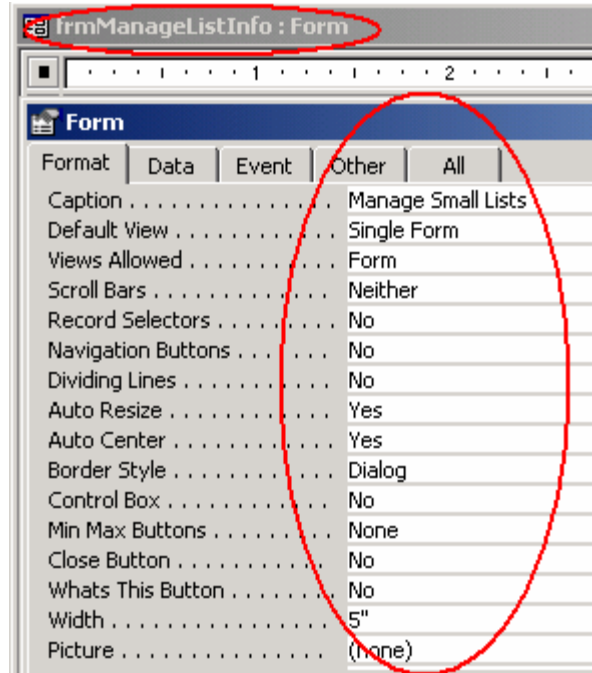 frmManageListInfo : Form
1 2
Form
Format Data Event Other All
Caption . . . . . . . . . . . . . . . Manage Small Lists
Default View . . . . . . . . . . . Single Form
Views Allowed . . . . . . . . . . Form
Scroll Bars . . . . . . . . . . . . . Neither
Record Selectors . . . . . . . . No
Navigation Buttons . . . . . . . No
Dividing Lines . . . . . . . . . . . No
Auto Resize . . . . . . . . . . . . Yes
Auto Center . . . . . . . . . . . . Yes
Border Style . . . . . . . . . . . . Dialog
Control Box . . . . . . . . . . . . No
Min Max Buttons . . . . . . . . . None
Close Button . . . . . . . . . . . No
Whats This Button . . . . . . . No
Width . . . . . . . . . . . . . . . . 5"
Picture . . . . . . . . . . . . . . . (none)